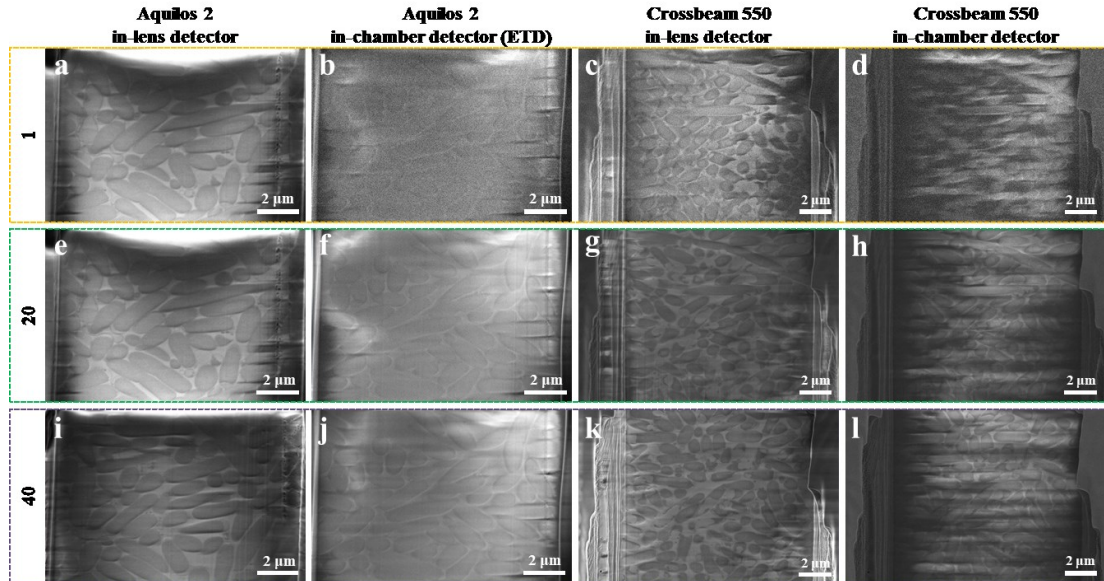 Aquilos 2
in-lens detector
Aquilos 2
in-chamber detector (ETD)
Crossbeam 550
in-lens detector
Crossbeam 550
in-chamber detector
1
a
2 µm
b
2 µm
c
2 µm
d
2 µm
20
e
2 µm
f
2 µm
g
2 µm
h
2 µm
40
i
2 µm
j
2 µm
k
2 µm
l
2 µm